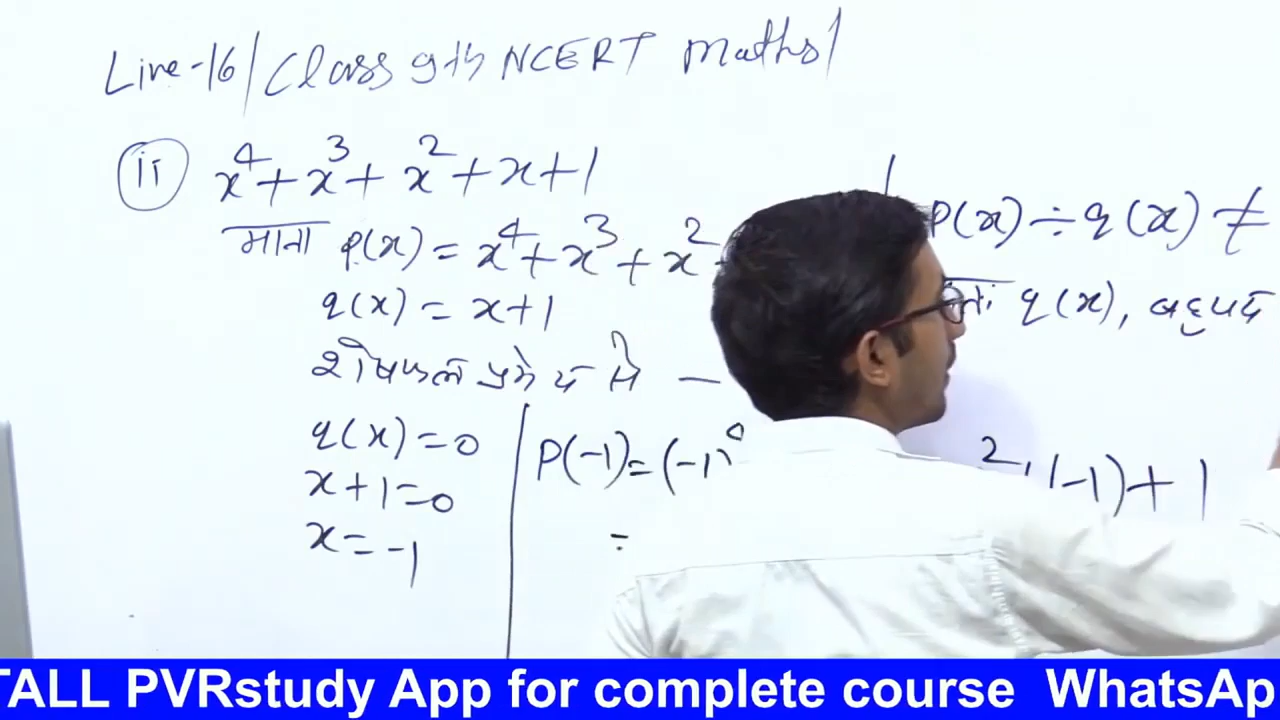 Live-16/Class 9th NCERT Maths/
ii x⁴+x³+x²+x+1
माना p(x) = x⁴+x³+x²
q(x) = x+1
शेषफल प्रमेय से —
q(x)=0
x+1=0
x=-1
P(-1)=(-1)
² (-1)+1
=
P(x)÷q(x)≠
q(x), बहुपद
TALL PVRstudy App for complete course WhatsAp